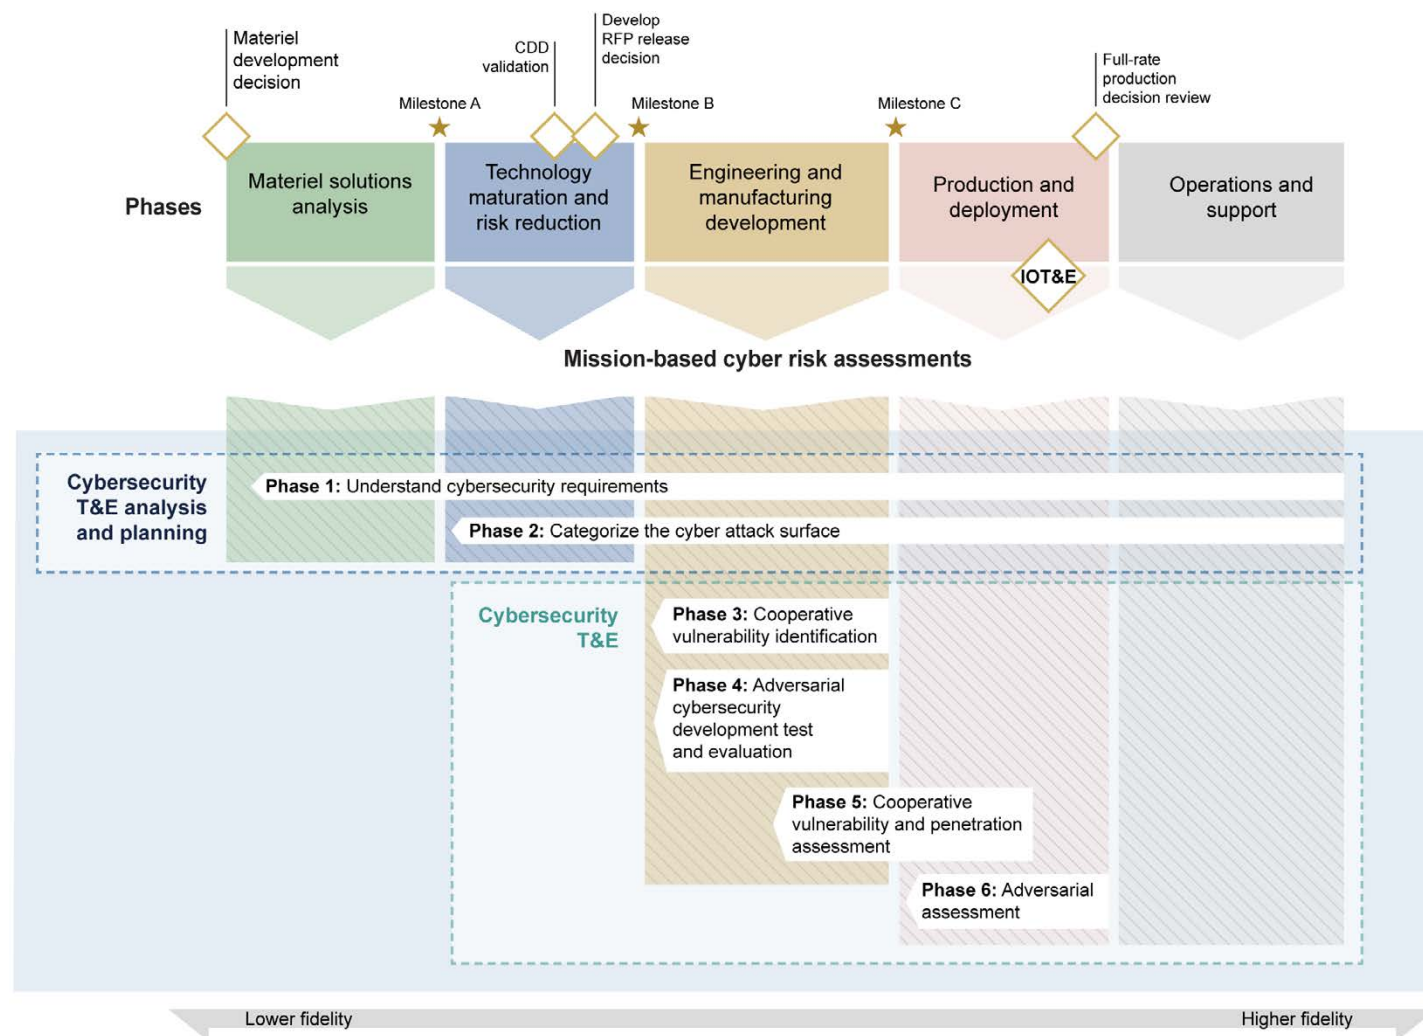 Materiel
development
decision
CDD
validation
Develop
RFP release
decision
Full-rate
production
decision review
Milestone A
Milestone B
Milestone C
Phases
Materiel solutions
analysis
Technology
maturation and
risk reduction
Engineering and
manufacturing
development
Production and
deployment
Operations and
support
IOT&E
Mission-based cyber risk assessments
Cybersecurity
T&E analysis
and planning
Phase 1: Understand cybersecurity requirements
Phase 2: Categorize the cyber attack surface
Cybersecurity
T&E
Phase 3: Cooperative
vulnerability identification
Phase 4: Adversarial
cybersecurity
development test
and evaluation
Phase 5: Cooperative
vulnerability and penetration
assessment
Phase 6: Adversarial
assessment
Lower fidelity
Higher fidelity